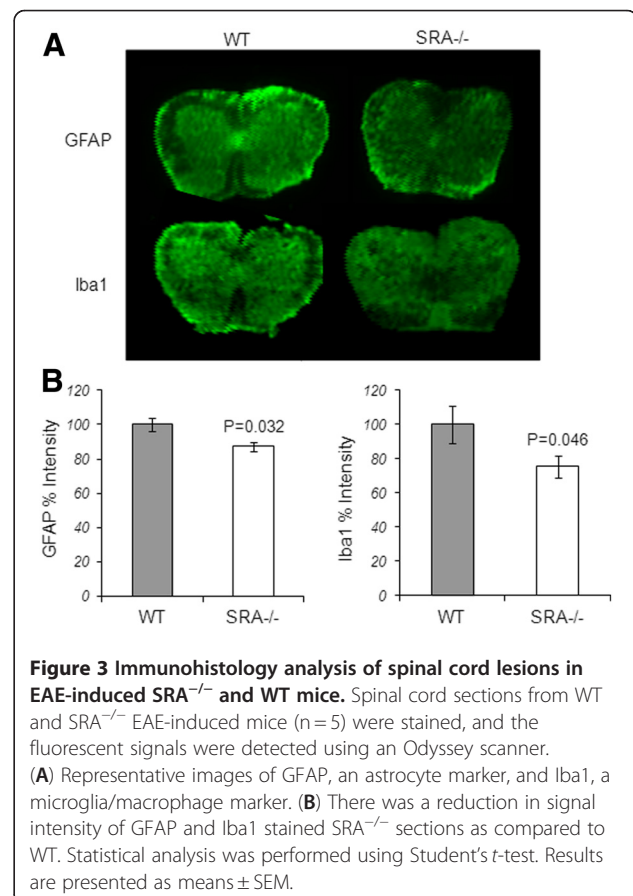 A
WT SRA-/-
GFAP
Iba1
B
120
100
80
60
40
20
0
GFAP % Intensity
P=0.032
WT SRA-/-
120
100
80
60
40
20
0
Iba1 % Intensity
P=0.046
WT SRA-/-
Figure 3 Immunohistology analysis of spinal cord lesions in
EAE-induced SRA−/− and WT mice. Spinal cord sections from WT
and SRA−/− EAE-induced mice (n = 5) were stained, and the
fluorescent signals were detected using an Odyssey scanner.
(A) Representative images of GFAP, an astrocyte marker, and Iba1, a
microglia/macrophage marker. (B) There was a reduction in signal
intensity of GFAP and Iba1 stained SRA−/− sections as compared to
WT. Statistical analysis was performed using Student's t-test. Results
are presented as means ± SEM.